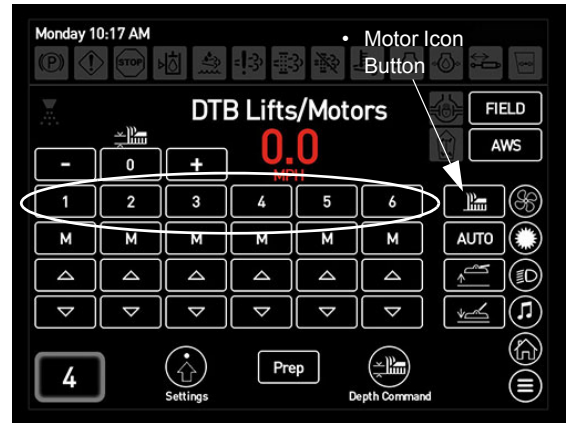 Monday 10:17 AM
• Motor Icon
Button
P
STOP
DTB Lifts/Motors
FIELD
0.0
MPH
AWS
- 0 +
1 2 3 4 5 6
M M M M M M AUTO
4
Prep
Settings
Depth Command